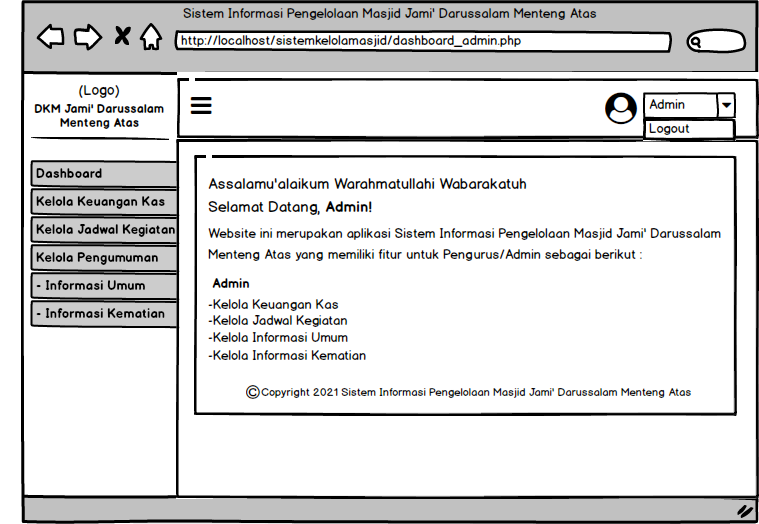 Sistem Informasi Pengelolaan Masjid Jami' Darussalam Menteng Atas
http://localhost/sistemkelolamasjid/dashboard_admin.php
(Logo)
DKM Jami' Darussalam
Menteng Atas
Admin
Logout
Dashboard
Kelola Keuangan Kas
Kelola Jadwal Kegiatan
Kelola Pengumuman
- Informasi Umum
- Informasi Kematian
Assalamu'alaikum Warahmatullahi Wabarakatuh
Selamat Datang, Admin!
Website ini merupakan aplikasi Sistem Informasi Pengelolaan Masjid Jami' Darussalam
Menteng Atas yang memiliki fitur untuk Pengurus/Admin sebagai berikut :
Admin
-Kelola Keuangan Kas
-Kelola Jadwal Kegiatan
-Kelola Informasi Umum
-Kelola Informasi Kematian
©Copyright 2021 Sistem Informasi Pengelolaan Masjid Jami' Darussalam Menteng Atas